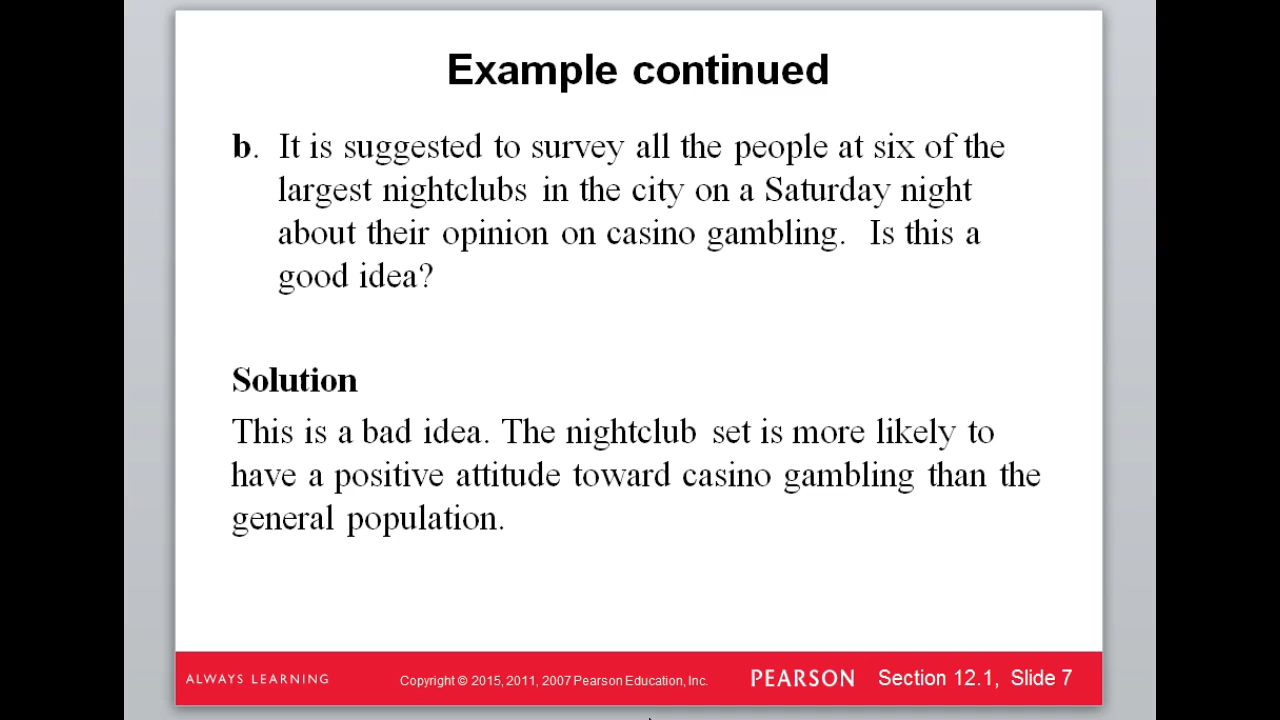 Example continued
b. It is suggested to survey all the people at six of the
largest nightclubs in the city on a Saturday night
about their opinion on casino gambling. Is this a
good idea?
Solution
This is a bad idea. The nightclub set is more likely to
have a positive attitude toward casino gambling than the
general population.
ALWAYS LEARNING Copyright © 2015, 2011, 2007 Pearson Education, Inc. PEARSON Section 12.1, Slide 7